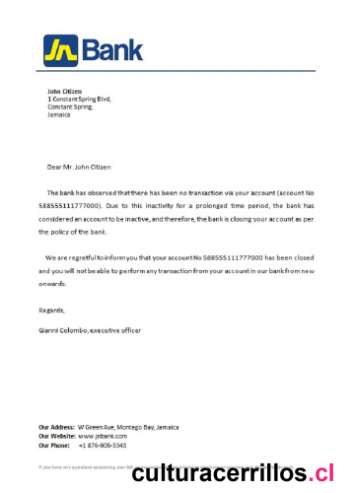 JN Bank
John Citizen
1 Constant Spring Blvd,
Constant Spring,
Jamaica
Dear Mr. John Citizen
The bank has observed that there has been no transaction via your account (account No
588555111777000). Due to this inactivity for a prolonged time period, the bank has
considered an account to be inactive, and therefore, the bank is closing your account as per
the policy of the bank.
We are regretful to inform you that your account No 588555111777000 has been closed
and you will not be able to perform any transaction from your account in our bank from new
onwards.
Regards,
Gianni Colombo, executive officer
Our Address: W Green Ave, Montego Bay, Jamaica
Our Website: www.jnbank.com
Our Phone: +1 876-906-5343
If you have any questions
culturacerrillos.cl